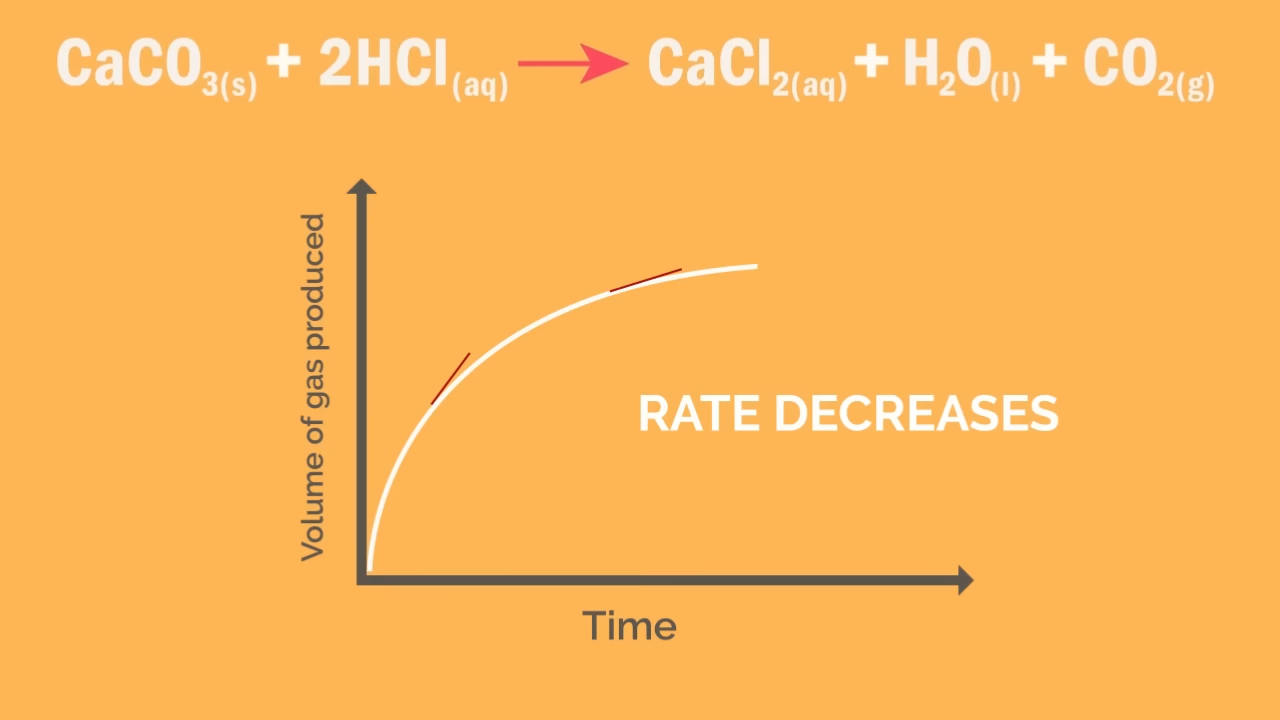 CaCO₃(s) + 2HCl(aq) → CaCl₂(aq) + H₂O(l) + CO₂(g)
Volume of gas produced
RATE DECREASES
Time